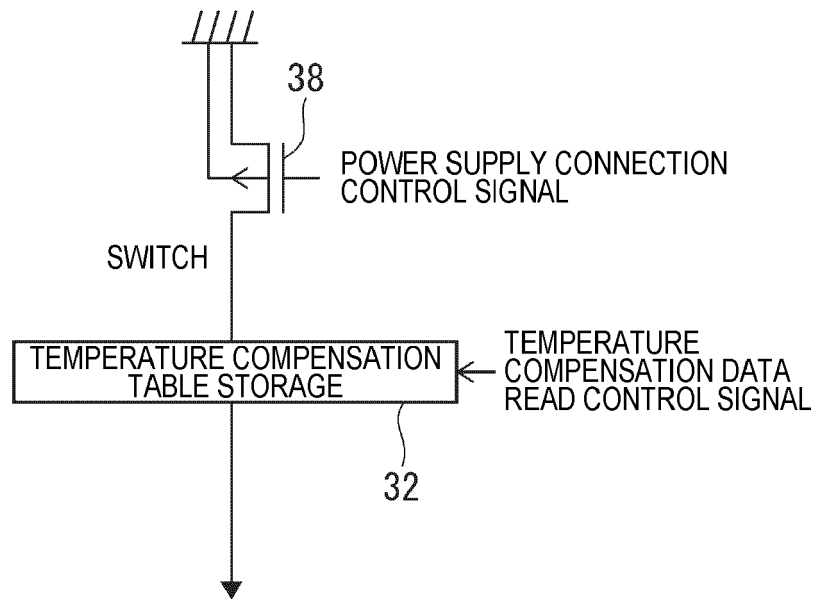 38
POWER SUPPLY CONNECTION
CONTROL SIGNAL
SWITCH
TEMPERATURE COMPENSATION
TABLE STORAGE
TEMPERATURE
COMPENSATION DATA
READ CONTROL SIGNAL
32